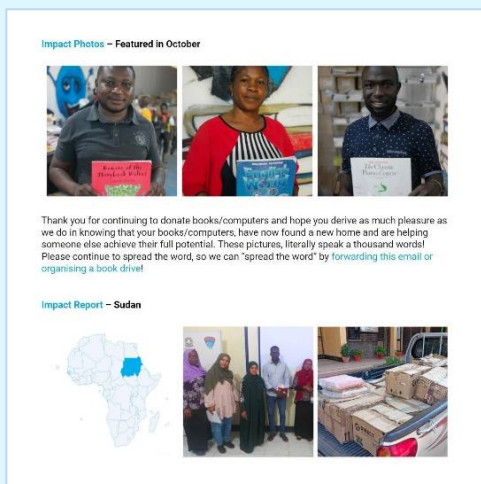 Impact Photos – Featured in October
Thank you for continuing to donate books/computers and hope you derive as much pleasure as
we do in knowing that your books/computers, have now found a new home and are helping
someone else achieve their full potential. These pictures, literally speak a thousand words!
Please continue to spread the word, so we can "spread the word" by forwarding this email or
organising a book drive!
Impact Report – Sudan